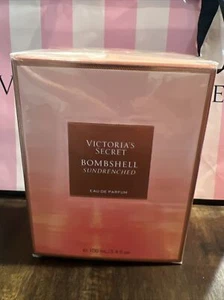 VICTORIA'S
SECRET
BOMBSHELL
SUNDRENCHED
EAU DE PARFUM